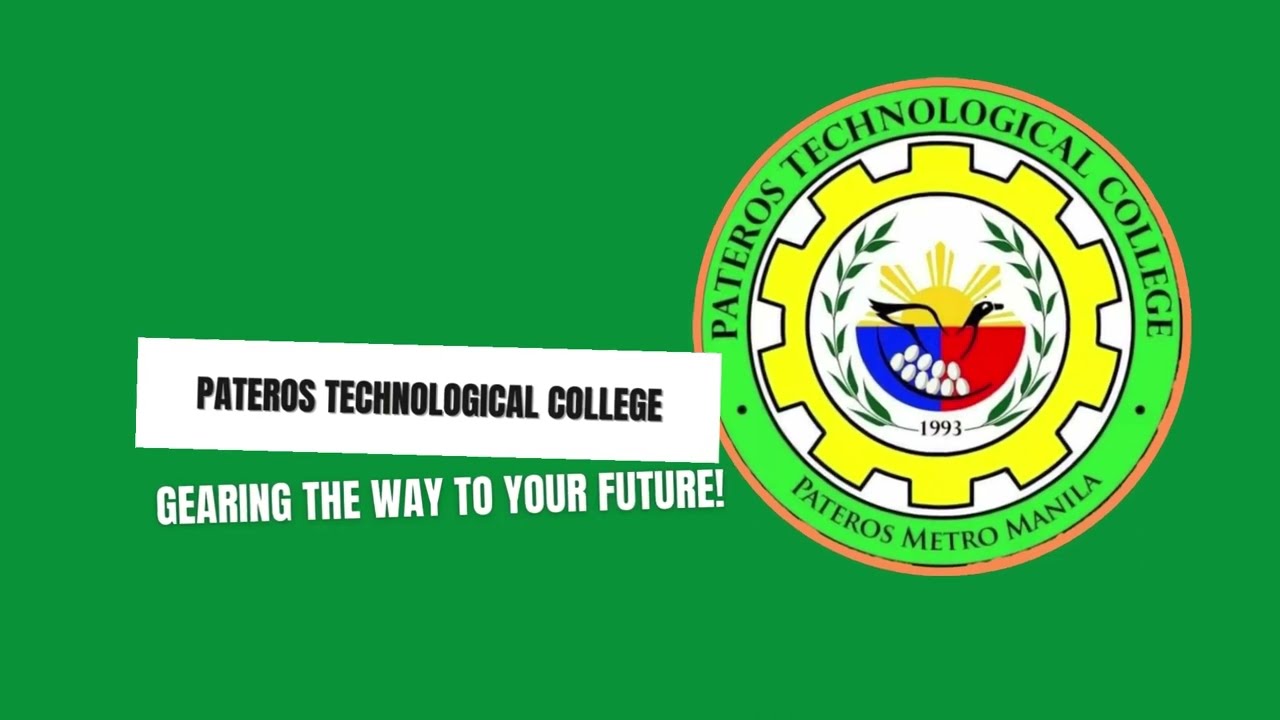 PATEROS TECHNOLOGICAL COLLEGE
GEARING THE WAY TO YOUR FUTURE!
PATEROS TECHNOLOGICAL COLLEGE
1993
PATEROS METRO MANILA